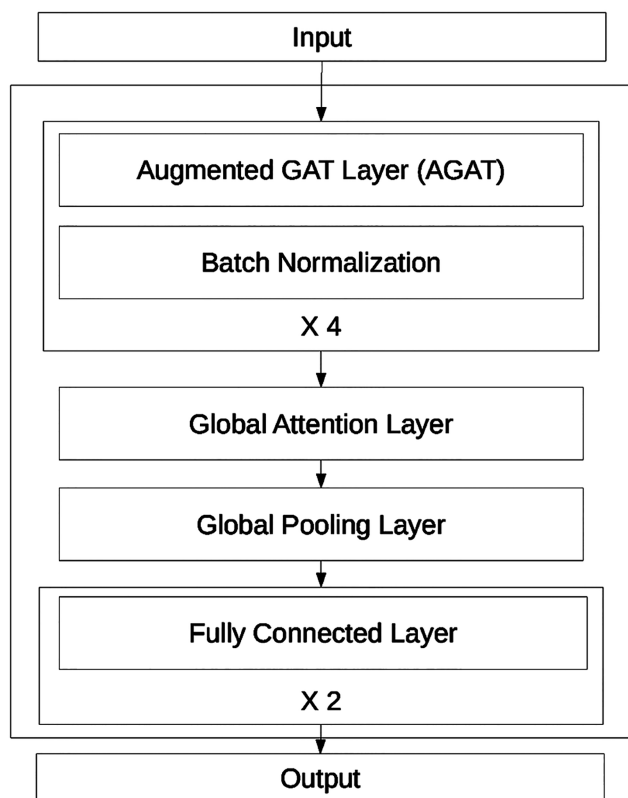 Input
Augmented GAT Layer (AGAT)
Batch Normalization
X 4
Global Attention Layer
Global Pooling Layer
Fully Connected Layer
X 2
Output